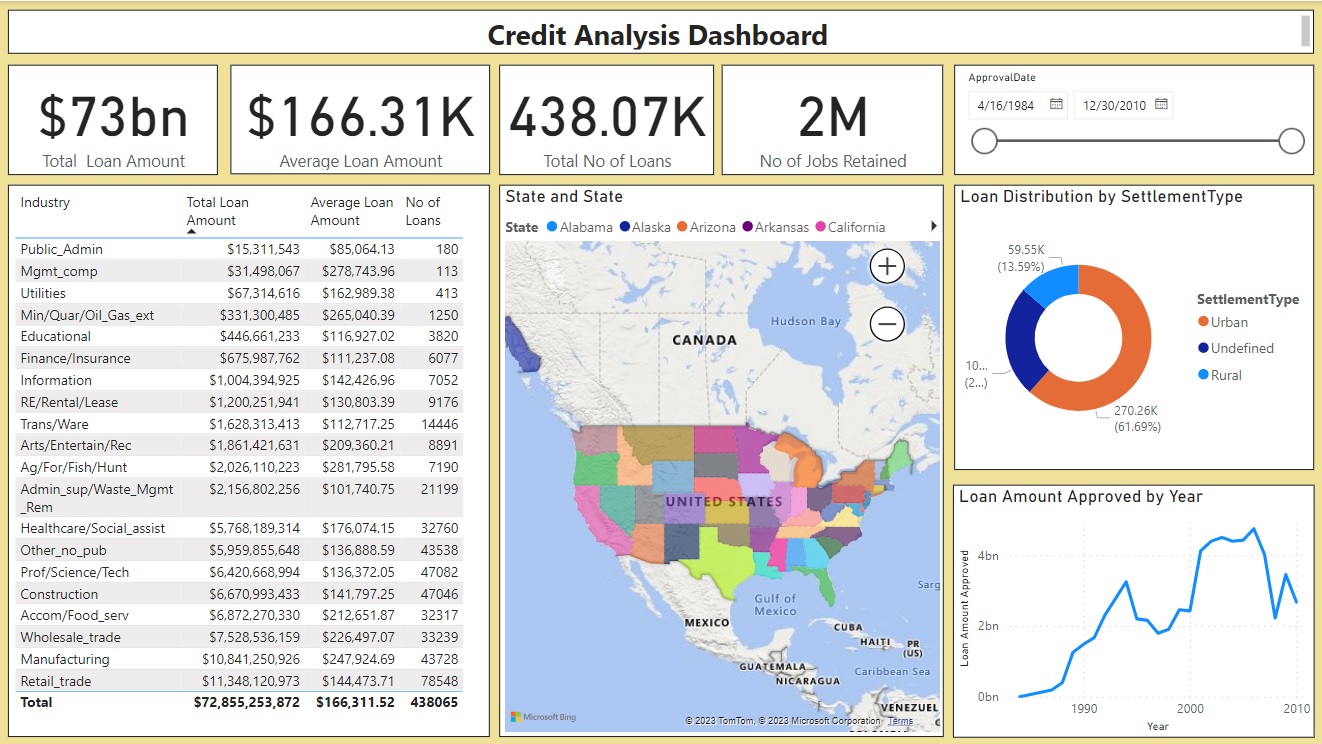 Credit Analysis Dashboard
$73bn
Total Loan Amount
$166.31K
Average Loan Amount
438.07K
Total No of Loans
2M
No of Jobs Retained
ApprovalDate
4/16/1984 12/30/2010
Industry Total Loan Amount Average Loan Amount No of Loans
Public_Admin $15,311,543 $85,064.13 180
Mgmt_comp $31,498,067 $278,743.96 113
Utilities $67,314,616 $162,989.38 413
Min/Quar/Oil_Gas_ext $331,300,485 $265,040.39 1250
Educational $446,661,233 $116,927.02 3820
Finance/Insurance $675,987,762 $111,237.08 6077
Information $1,004,394,925 $142,426.96 7052
RE/Rental/Lease $1,200,251,941 $130,803.39 9176
Trans/Ware $1,628,313,413 $112,717.25 14446
Arts/Entertain/Rec $1,861,421,631 $209,360.21 8891
Ag/For/Fish/Hunt $2,026,110,223 $281,795.58 7190
Admin_sup/Waste_Mgmt $2,156,802,256 $101,740.75 21199
_Rem
Healthcare/Social_assist $5,768,189,314 $176,074.15 32760
Other_no_pub $5,959,855,648 $136,888.59 43538
Prof/Science/Tech $6,420,668,994 $136,372.05 47082
Construction $6,670,993,433 $141,797.25 47046
Accom/Food_serv $6,872,270,330 $212,651.87 32317
Wholesale_trade $7,528,536,159 $226,497.07 33239
Manufacturing $10,841,250,926 $247,924.69 43728
Retail_trade $11,348,120,973 $144,473.71 78548
Total $72,855,253,872 $166,311.52 438065
State and State
State Alabama Alaska Arizona Arkansas California
Hudson Bay
CANADA
UNITED STATES
Sarg
Gulf of
Mexico
MEXICO
CUBA
HAITI PR
(US)
GUATEMALA
Caribbean Sea
NICARAGUA
VENEZUEL
Microsoft Bing
© 2023 TomTom, © 2023 Microsoft Corporation Terms
Loan Distribution by SettlementType
59.55K
(13.59%)
10...
(2...)
270.26K
(61.69%)
SettlementType
Urban
Undefined
Rural
Loan Amount Approved by Year
Loan Amount Approved
4bn
2bn
0bn
1990 2000 2010
Year